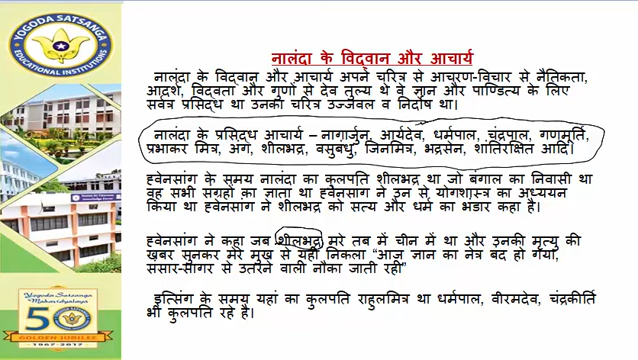 YOGODA SATSANGA
EDUCATIONAL INSTITUTIONS
Yogoda Satsanga
Mahavidyalaya
50
GOLDEN JUBILEE
1967-2017
नालंदा के विद्वान और आचार्य
नालंदा के विद्वान और आचार्य अपने चरित्र से आचरण-विचार से नैतिकता,
आदर्श, विद्वता और गुणों से देव तुल्य थे वे ज्ञान और पाण्डित्य के लिए
सर्वत्र प्रसिद्ध था उनका चरित्र उज्जवल व निर्दोष था।
नालंदा के प्रसिद्ध आचार्य – नागार्जुन, आर्यदेव, धर्मपाल, चंद्रपाल, गणमूर्ति,
प्रभाकर मित्र, अंग, शीलभद्र, वसुबंधु, जिनमित्र, भद्रसेन, शांतिरक्षित आदि।
ह्वेनसांग के समय नालंदा का कुलपति शीलभद्र था जो बंगाल का निवासी था
वह सभी संग्रहों का ज्ञाता था ह्वेनसांग ने उन से योगशास्त्र का अध्ययन
किया था ह्वेनसांग ने शीलभद्र को सत्य और धर्म का भंडार कहा है।
ह्वेनसांग ने कहा जब शीलभद्र मरे तब में चीन में था और उनकी मृत्यु की
खबर सुनकर मेरे मुख से यही निकला "आज ज्ञान का नेत्र बंद हो गया,
संसार-सागर से उतरने वाली नौका जाती रही"
इत्सिंग के समय यहां का कुलपति राहुलमित्र था धर्मपाल, वीरमदेव, चंद्रकीर्ति
भी कुलपति रहे है।